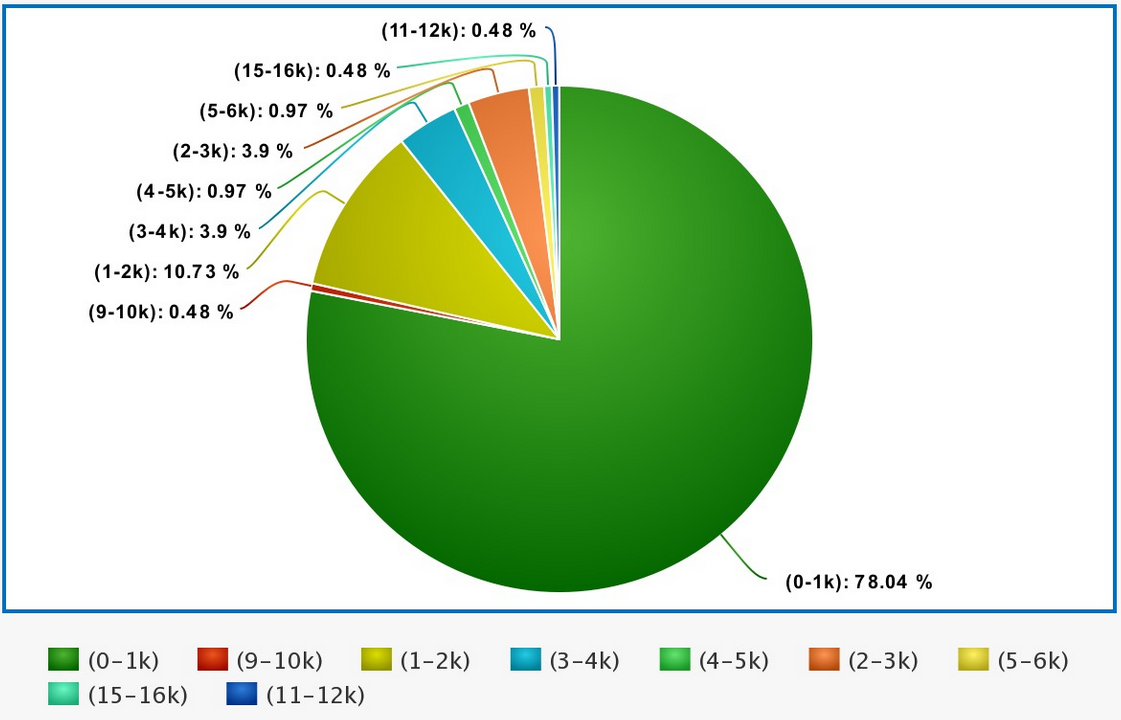 (11-12k): 0.48 %
(15-16k): 0.48 %
(5-6k): 0.97 %
(2-3k): 3.9 %
(4-5k): 0.97 %
(3-4k): 3.9 %
(1-2k): 10.73 %
(9-10k): 0.48 %
(0-1k): 78.04 %
(0-1k) (9-10k) (1-2k) (3-4k) (4-5k) (2-3k) (5-6k)
(15-16k) (11-12k)